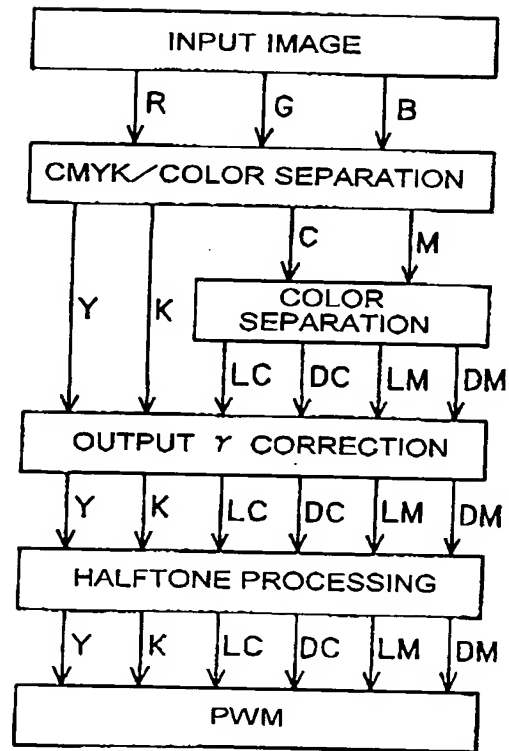 INPUT IMAGE
R G B
CMYK/COLOR SEPARATION
C M
Y K
COLOR
SEPARATION
LC DC LM DM
OUTPUT γ CORRECTION
Y K LC DC LM DM
HALFTONE PROCESSING
Y K LC DC LM DM
PWM